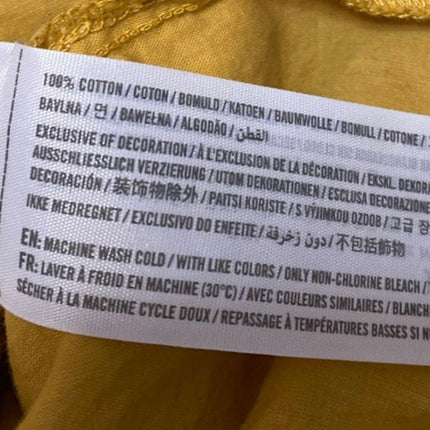 100% COTTON / COTON / BOMULD / KATOEN / BAUMWOLLE / BOMULL / COTONE /
BAVLNA / 면 / BAWEŁNA / ALGODÃO / القطن
EXCLUSIVE OF DECORATION / À L'EXCLUSION DE LA DÉCORATION / EKSKL. DEKORA
AUSSCHLIESSLICH VERZIERUNG / UTOM DEKORATIONEN / ESCLUSA DECORAZIONE
DECORACIÓN / 装饰物除外 / PAITSI KORISTE / S VÝJIMKOU OZDOB / 고급 장
IKKE MEDREGNET / EXCLUSIVO DO ENFEITE / دون زخرفة / 不包括飾物
EN: MACHINE WASH COLD / WITH LIKE COLORS / ONLY NON-CHLORINE BLEACH /
FR: LAVER À FROID EN MACHINE (30°C) / AVEC COULEURS SIMILAIRES / BLANCH
SÉCHER À LA MACHINE CYCLE DOUX / REPASSAGE À TEMPÉRATURES BASSES SI N